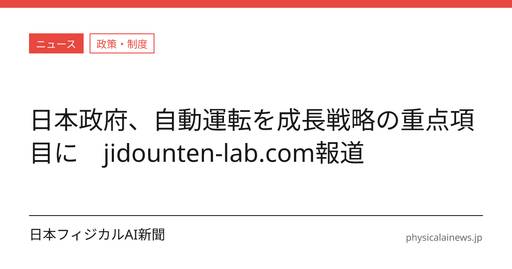 ニュース
政策・制度
日本政府、自動運転を成長戦略の重点項
目に　jidounten-lab.com報道
日本フィジカルAI新聞
physicalainews.jp